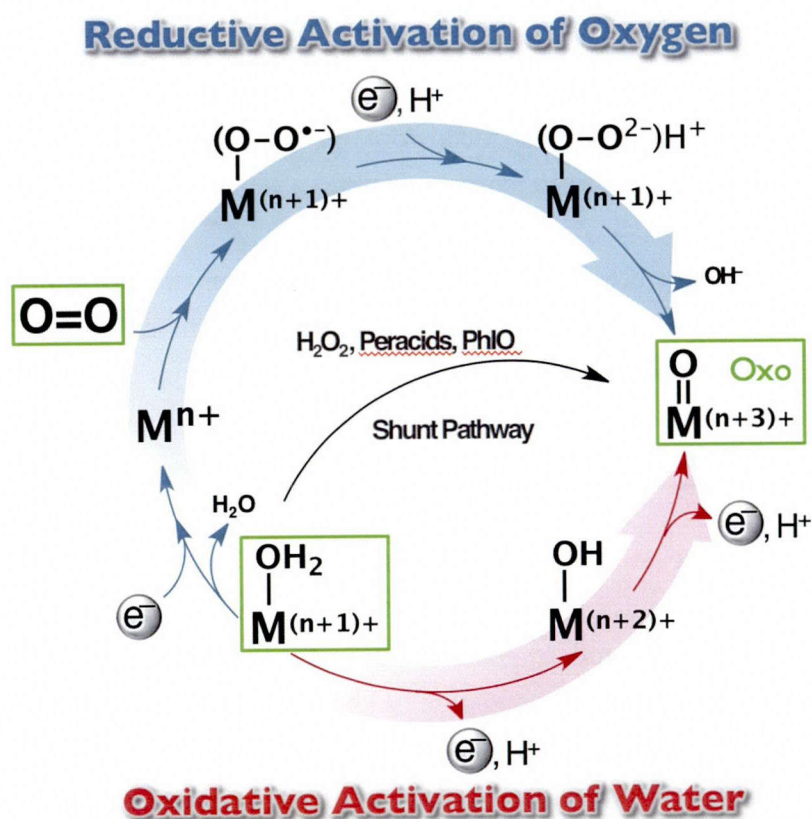 Reductive Activation of Oxygen
e⁻, H⁺
(O–O•⁻)
M(n+1)+
(O–O²⁻)H⁺
M(n+1)+
OH⁻
O=O
H₂O₂, Peracids, PhIO
Shunt Pathway
O Oxo
M(n+3)+
Mn+
H₂O
e⁻
OH₂
M(n+1)+
OH
M(n+2)+
e⁻, H⁺
e⁻, H⁺
Oxidative Activation of Water